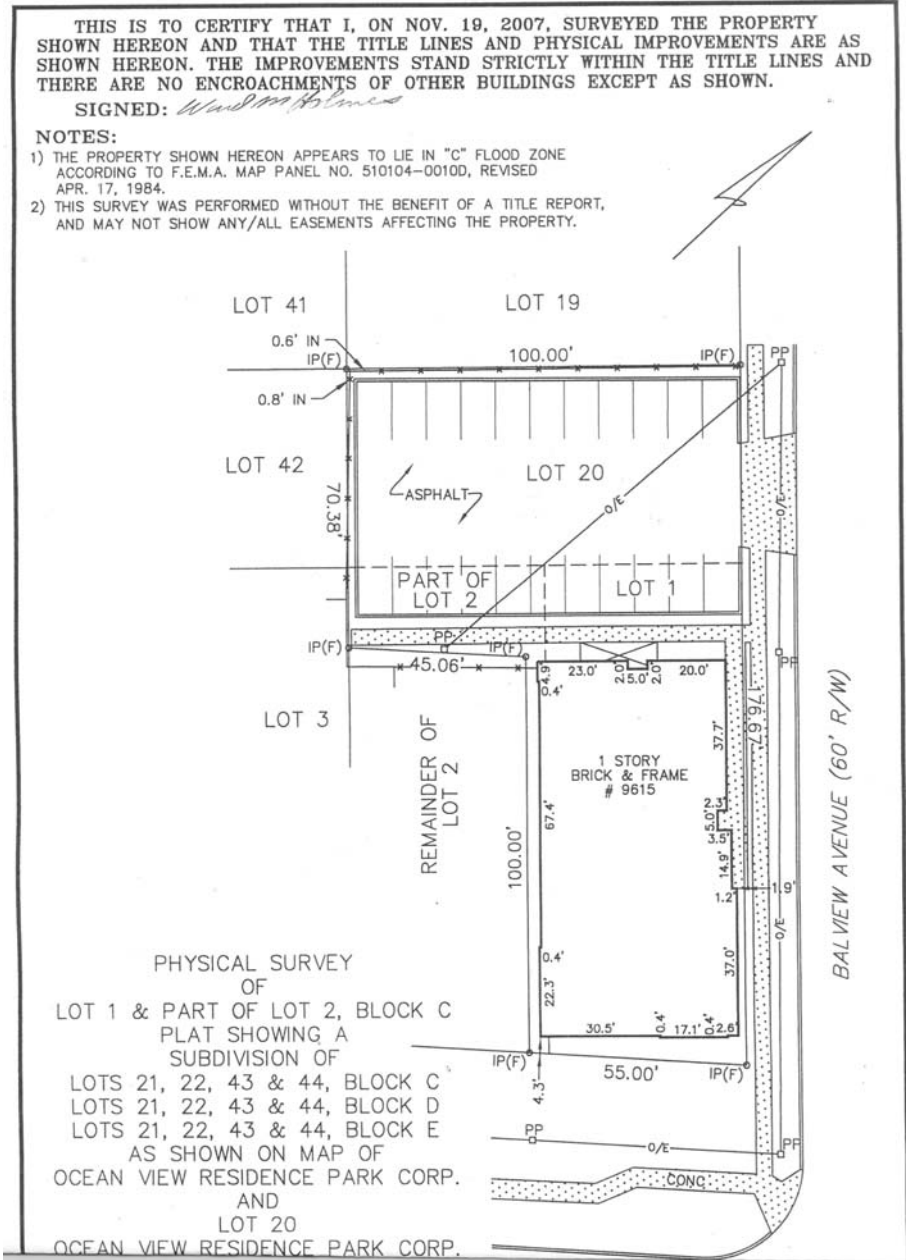 THIS IS TO CERTIFY THAT I, ON NOV. 19, 2007, SURVEYED THE PROPERTY
SHOWN HEREON AND THAT THE TITLE LINES AND PHYSICAL IMPROVEMENTS ARE AS
SHOWN HEREON. THE IMPROVEMENTS STAND STRICTLY WITHIN THE TITLE LINES AND
THERE ARE NO ENCROACHMENTS OF OTHER BUILDINGS EXCEPT AS SHOWN.
SIGNED:
NOTES:
1) THE PROPERTY SHOWN HEREON APPEARS TO LIE IN "C" FLOOD ZONE
ACCORDING TO F.E.M.A. MAP PANEL NO. 510104-0010D, REVISED
APR. 17, 1984.
2) THIS SURVEY WAS PERFORMED WITHOUT THE BENEFIT OF A TITLE REPORT,
AND MAY NOT SHOW ANY/ALL EASEMENTS AFFECTING THE PROPERTY.
LOT 41
LOT 19
0.6' IN
IP(F)
100.00'
IP(F)
PP
0.8' IN
LOT 42
70.38'
ASPHALT
LOT 20
O/E
O/E
PART OF
LOT 2
LOT 1
IP(F)
PP
IP(F)
45.06'
PP
4.9'
0.4'
23.0'
2.0'
5.0'
2.0'
20.0'
176.67'
LOT 3
REMAINDER OF
LOT 2
100.00'
67.4'
1 STORY
BRICK & FRAME
# 9615
37.7'
2.3'
5.0'
3.5'
14.9'
1.2'
1.9'
BALVIEW AVENUE (60' R/W)
O/E
0.4'
22.3'
37.0'
30.5'
0.4'
17.1'
0.4'
2.6'
IP(F)
4.3'
55.00'
IP(F)
PP
O/E
PP
CONC
PHYSICAL SURVEY
OF
LOT 1 & PART OF LOT 2, BLOCK C
PLAT SHOWING A
SUBDIVISION OF
LOTS 21, 22, 43 & 44, BLOCK C
LOTS 21, 22, 43 & 44, BLOCK D
LOTS 21, 22, 43 & 44, BLOCK E
AS SHOWN ON MAP OF
OCEAN VIEW RESIDENCE PARK CORP.
AND
LOT 20
OCEAN VIEW RESIDENCE PARK CORP.